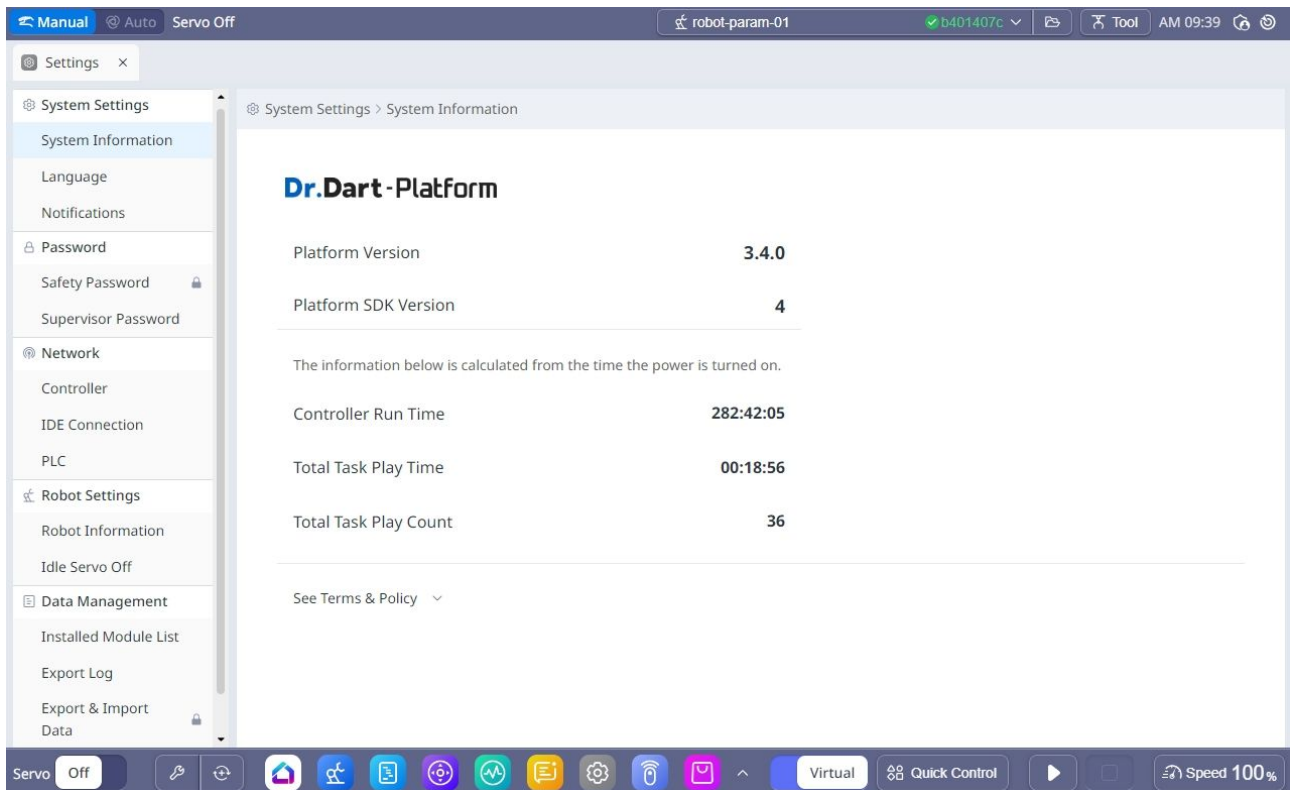 Manual Auto Servo Off robot-param-01 b401407c Tool AM 09:39
Settings ×
System Settings
System Information
Language
Notifications
Password
Safety Password
Supervisor Password
Network
Controller
IDE Connection
PLC
Robot Settings
Robot Information
Idle Servo Off
Data Management
Installed Module List
Export Log
Export & Import
Data
System Settings > System Information
Dr.Dart-Platform
Platform Version 3.4.0
Platform SDK Version 4
The information below is calculated from the time the power is turned on.
Controller Run Time 282:42:05
Total Task Play Time 00:18:56
Total Task Play Count 36
See Terms & Policy
Servo Off Virtual Quick Control Speed 100%